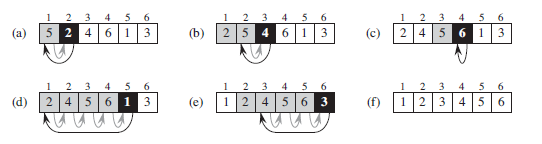 1 2 3 4 5 6
(a) 5 2 4 6 1 3
1 2 3 4 5 6
(b) 2 5 4 6 1 3
1 2 3 4 5 6
(c) 2 4 5 6 1 3
1 2 3 4 5 6
(d) 2 4 5 6 1 3
1 2 3 4 5 6
(e) 1 2 4 5 6 3
1 2 3 4 5 6
(f) 1 2 3 4 5 6